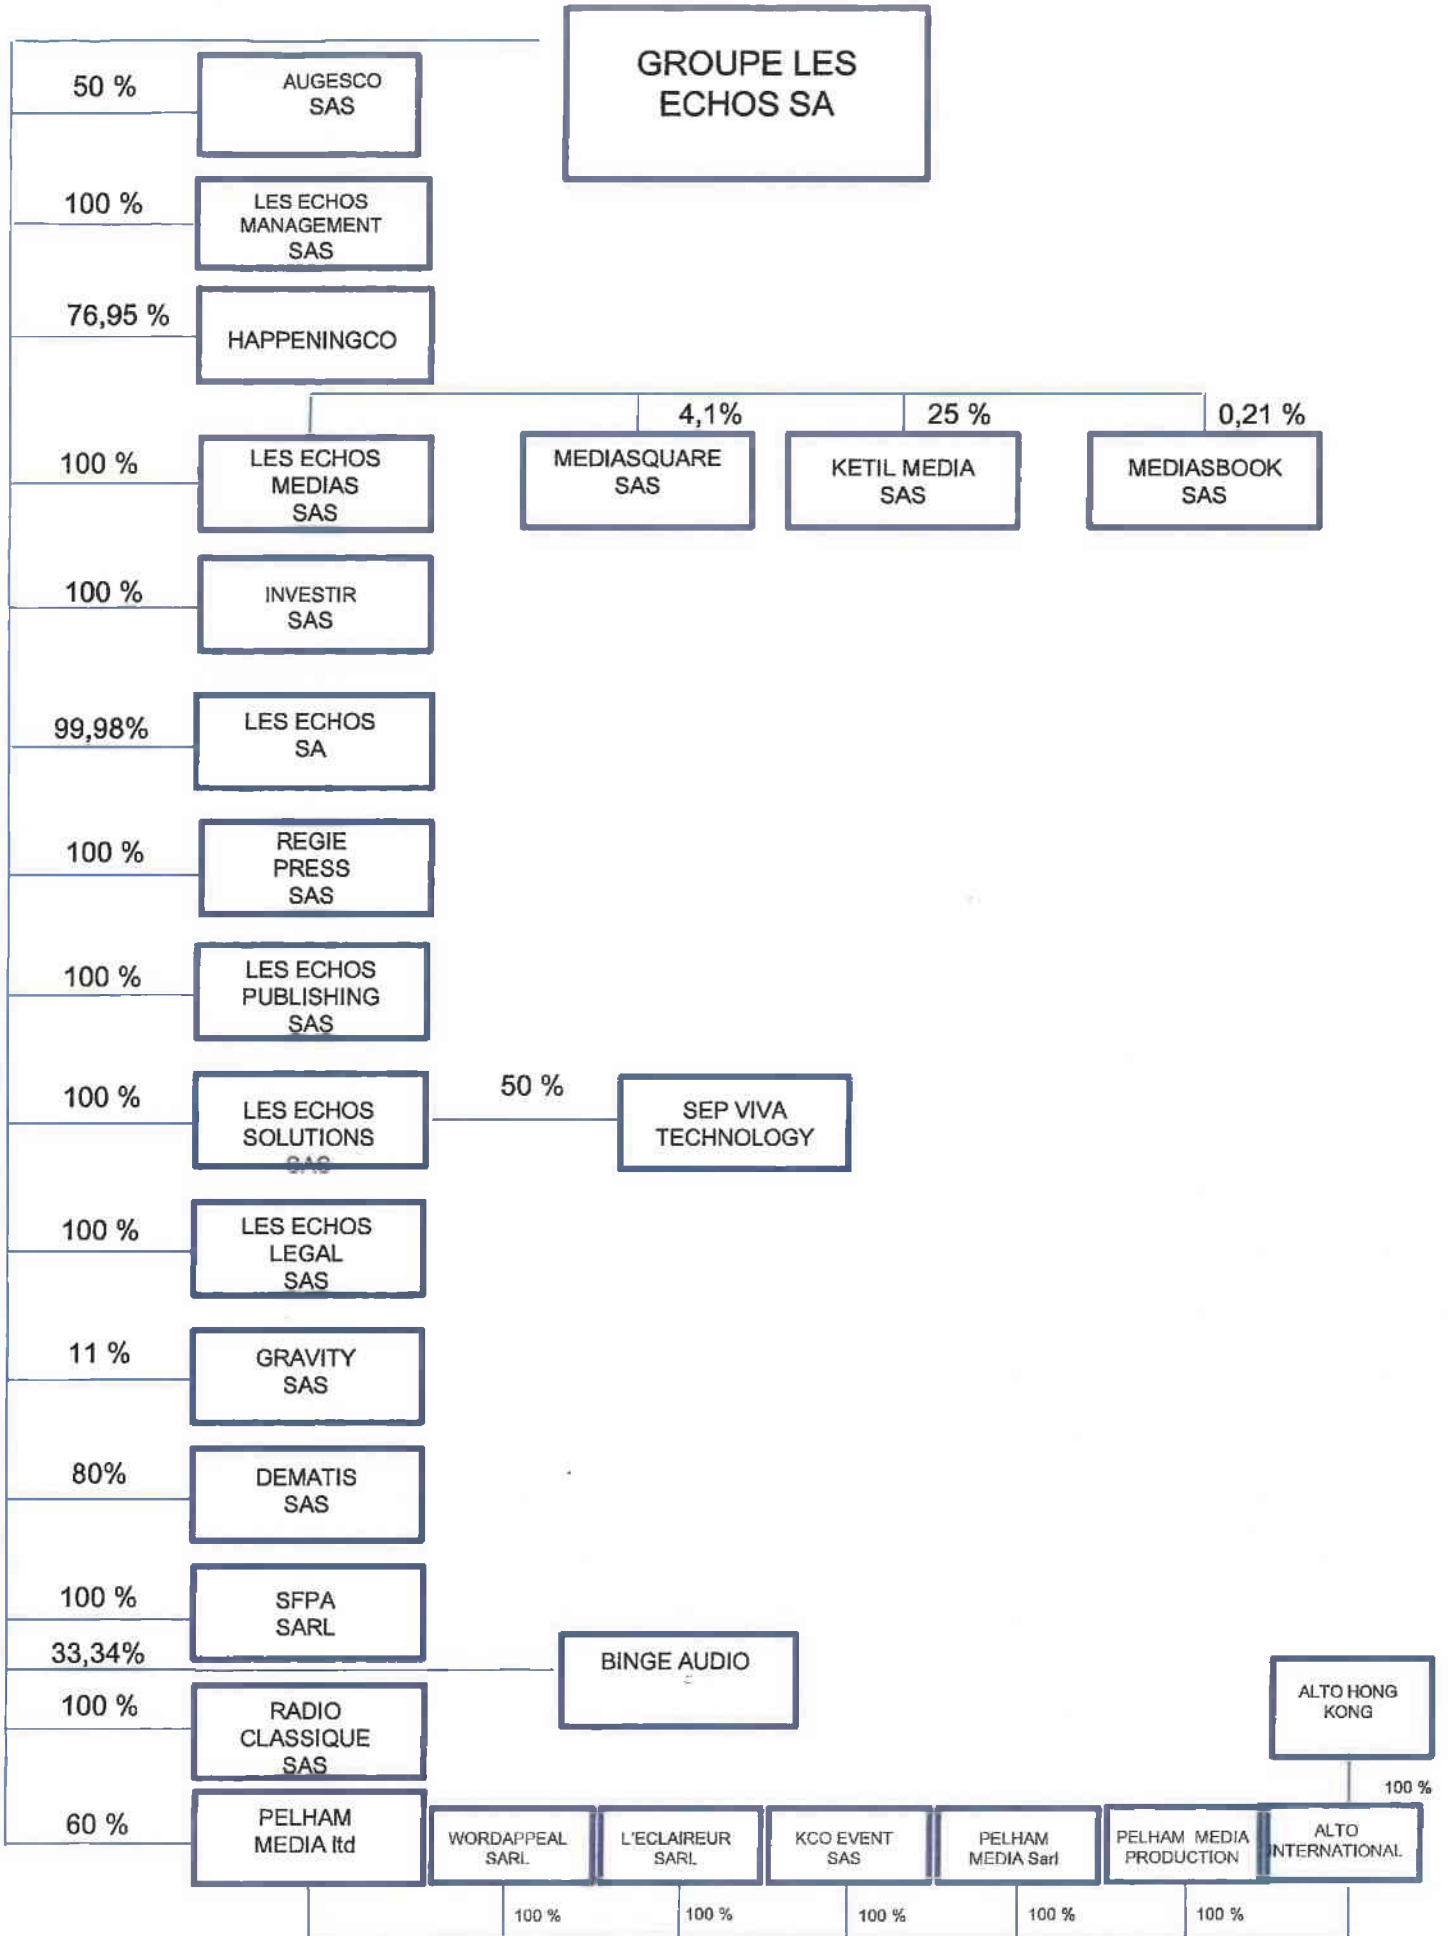 GROUPE LES
ECHOS SA
50 %
AUGESCO
SAS
100 %
LES ECHOS
MANAGEMENT
SAS
76,95 %
HAPPENINGCO
100 %
LES ECHOS
MEDIAS
SAS
4,1%
MEDIASQUARE
SAS
25 %
KETIL MEDIA
SAS
0,21 %
MEDIASBOOK
SAS
100 %
INVESTIR
SAS
99,98%
LES ECHOS
SA
100 %
REGIE
PRESS
SAS
100 %
LES ECHOS
PUBLISHING
SAS
100 %
LES ECHOS
SOLUTIONS
SAS
50 %
SEP VIVA
TECHNOLOGY
100 %
LES ECHOS
LEGAL
SAS
11 %
GRAVITY
SAS
80%
DEMATIS
SAS
100 %
SFPA
SARL
33,34%
BINGE AUDIO
100 %
RADIO
CLASSIQUE
SAS
ALTO HONG
KONG
100 %
60 %
PELHAM
MEDIA ltd
WORDAPPEAL
SARL
L'ECLAIREUR
SARL
KCO EVENT
SAS
PELHAM
MEDIA Sarl
PELHAM MEDIA
PRODUCTION
ALTO
INTERNATIONAL
100 %
100 %
100 %
100 %
100 %